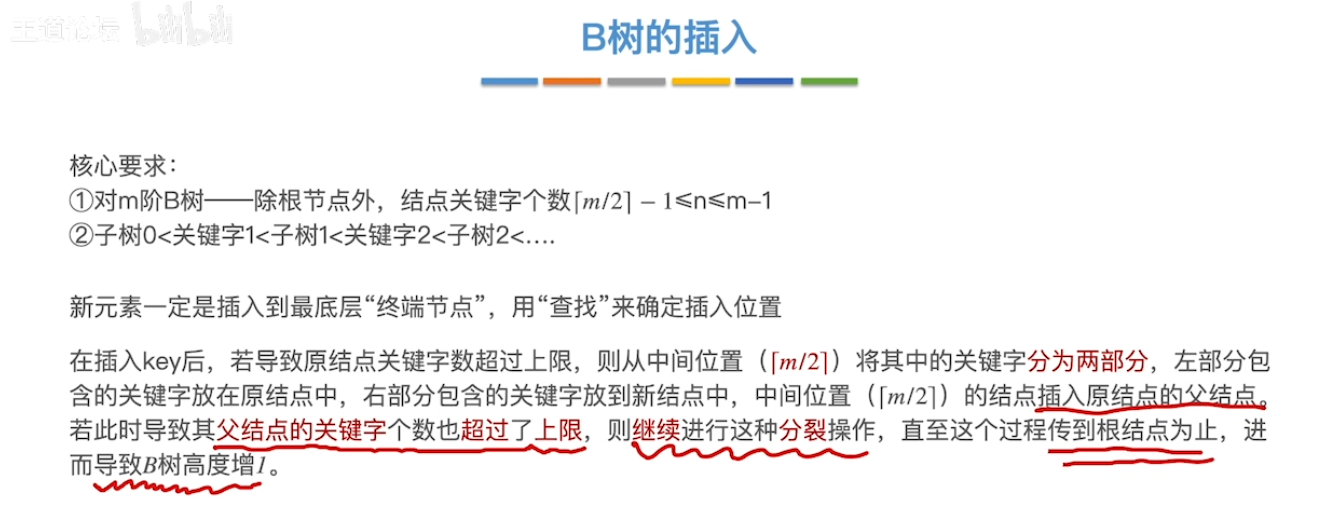 王道论坛 bilibili
B树的插入
核心要求：
①对m阶B树——除根节点外，结点关键字个数⌈m/2⌉ − 1≤n≤m–1
②子树0<关键字1<子树1<关键字2<子树2<….
新元素一定是插入到最底层“终端节点”，用“查找”来确定插入位置
在插入key后，若导致原结点关键字数超过上限，则从中间位置（⌈m/2⌉）将其中的关键字分为两部分，左部分包
含的关键字放在原结点中，右部分包含的关键字放到新结点中，中间位置（⌈m/2⌉）的结点插入原结点的父结点。
若此时导致其父结点的关键字个数也超过了上限，则继续进行这种分裂操作，直至这个过程传到根结点为止，进
而导致B树高度增1。